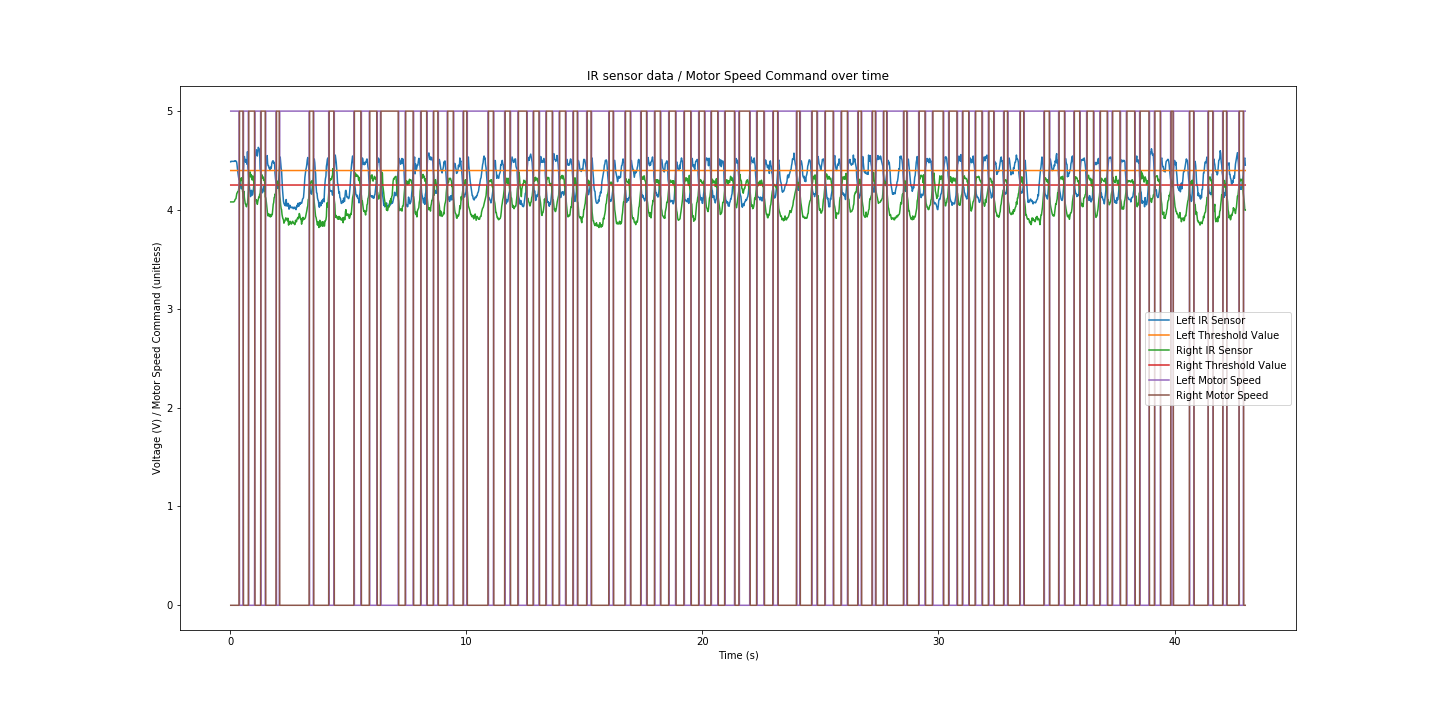 IR sensor data / Motor Speed Command over time
Voltage (V) / Motor Speed Command (unitless)
5
4
3
2
1
0
Left IR Sensor
Left Threshold Value
Right IR Sensor
Right Threshold Value
Left Motor Speed
Right Motor Speed
0 10 20 30 40
Time (s)